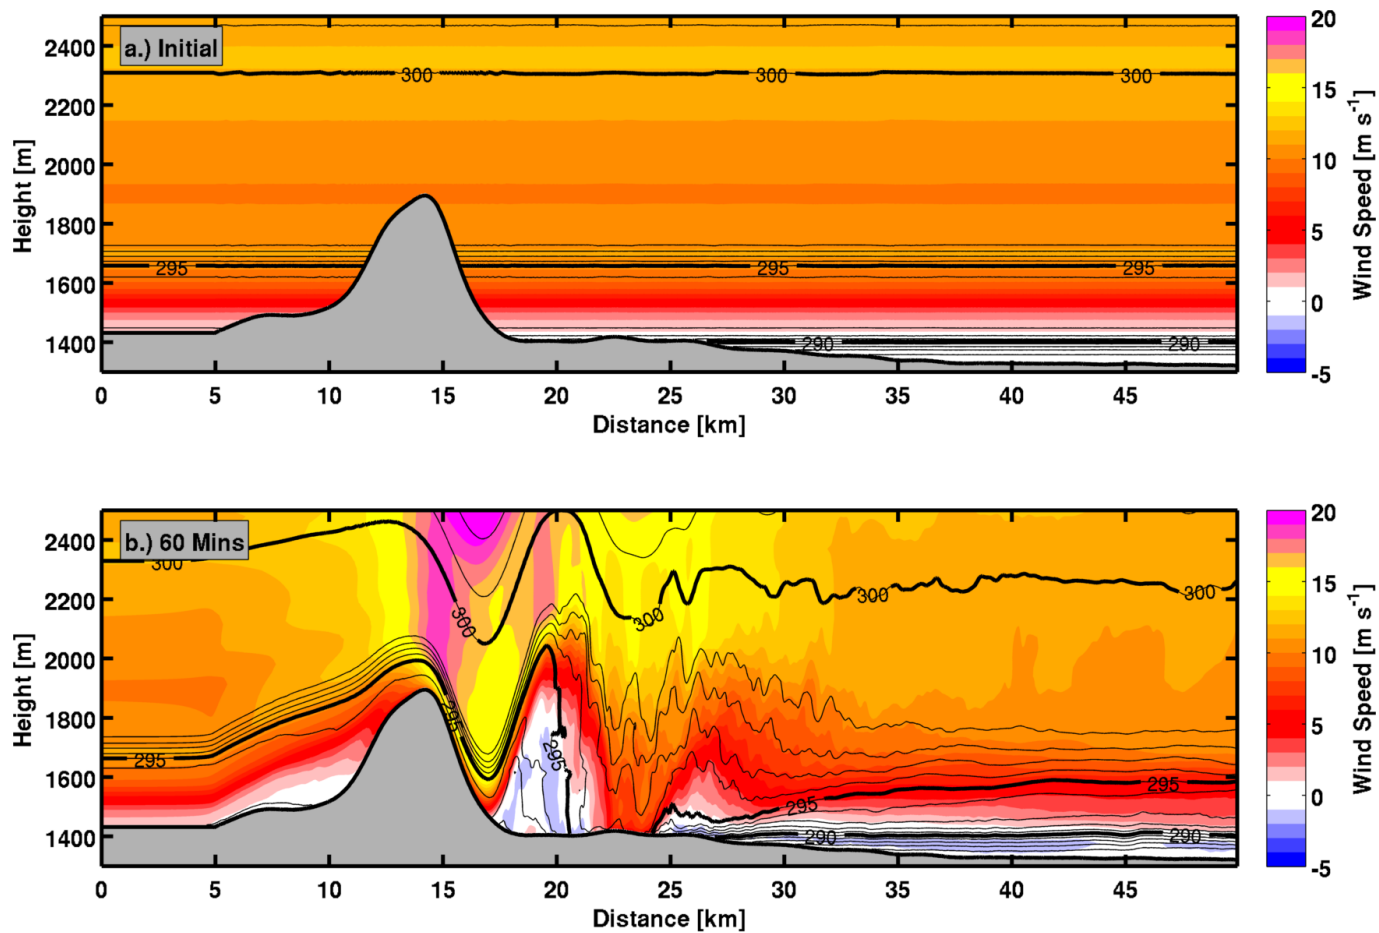 a.) Initial
2400
2200
2000
1800
1600
1400
Height [m]
300 300 300
295 295 295
290 290
0 5 10 15 20 25 30 35 40 45
Distance [km]
20
15
10
5
0
-5
Wind Speed [m s-1]
b.) 60 Mins
2400
2200
2000
1800
1600
1400
Height [m]
300 300 300 300 300
295 295 295 295 295
290 290
0 5 10 15 20 25 30 35 40 45
Distance [km]
20
15
10
5
0
-5
Wind Speed [m s-1]